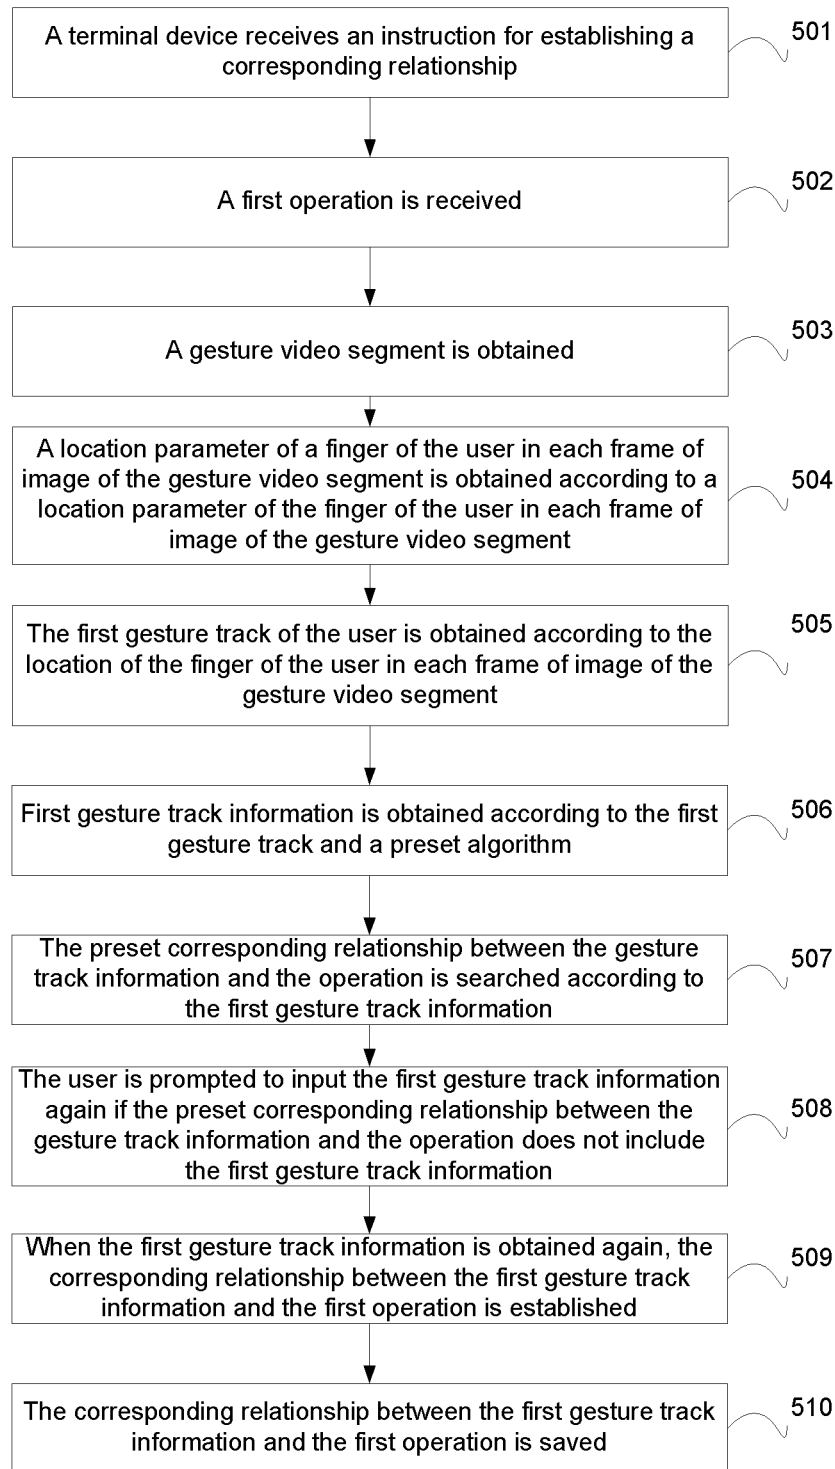 A terminal device receives an instruction for establishing a
corresponding relationship
501
A first operation is received
502
A gesture video segment is obtained
503
A location parameter of a finger of the user in each frame of
image of the gesture video segment is obtained according to a
location parameter of the finger of the user in each frame of
image of the gesture video segment
504
The first gesture track of the user is obtained according to the
location of the finger of the user in each frame of image of the
gesture video segment
505
First gesture track information is obtained according to the first
gesture track and a preset algorithm
506
The preset corresponding relationship between the gesture
track information and the operation is searched according to
the first gesture track information
507
The user is prompted to input the first gesture track information
again if the preset corresponding relationship between the
gesture track information and the operation does not include
the first gesture track information
508
When the first gesture track information is obtained again, the
corresponding relationship between the first gesture track
information and the first operation is established
509
The corresponding relationship between the first gesture track
information and the first operation is saved
510